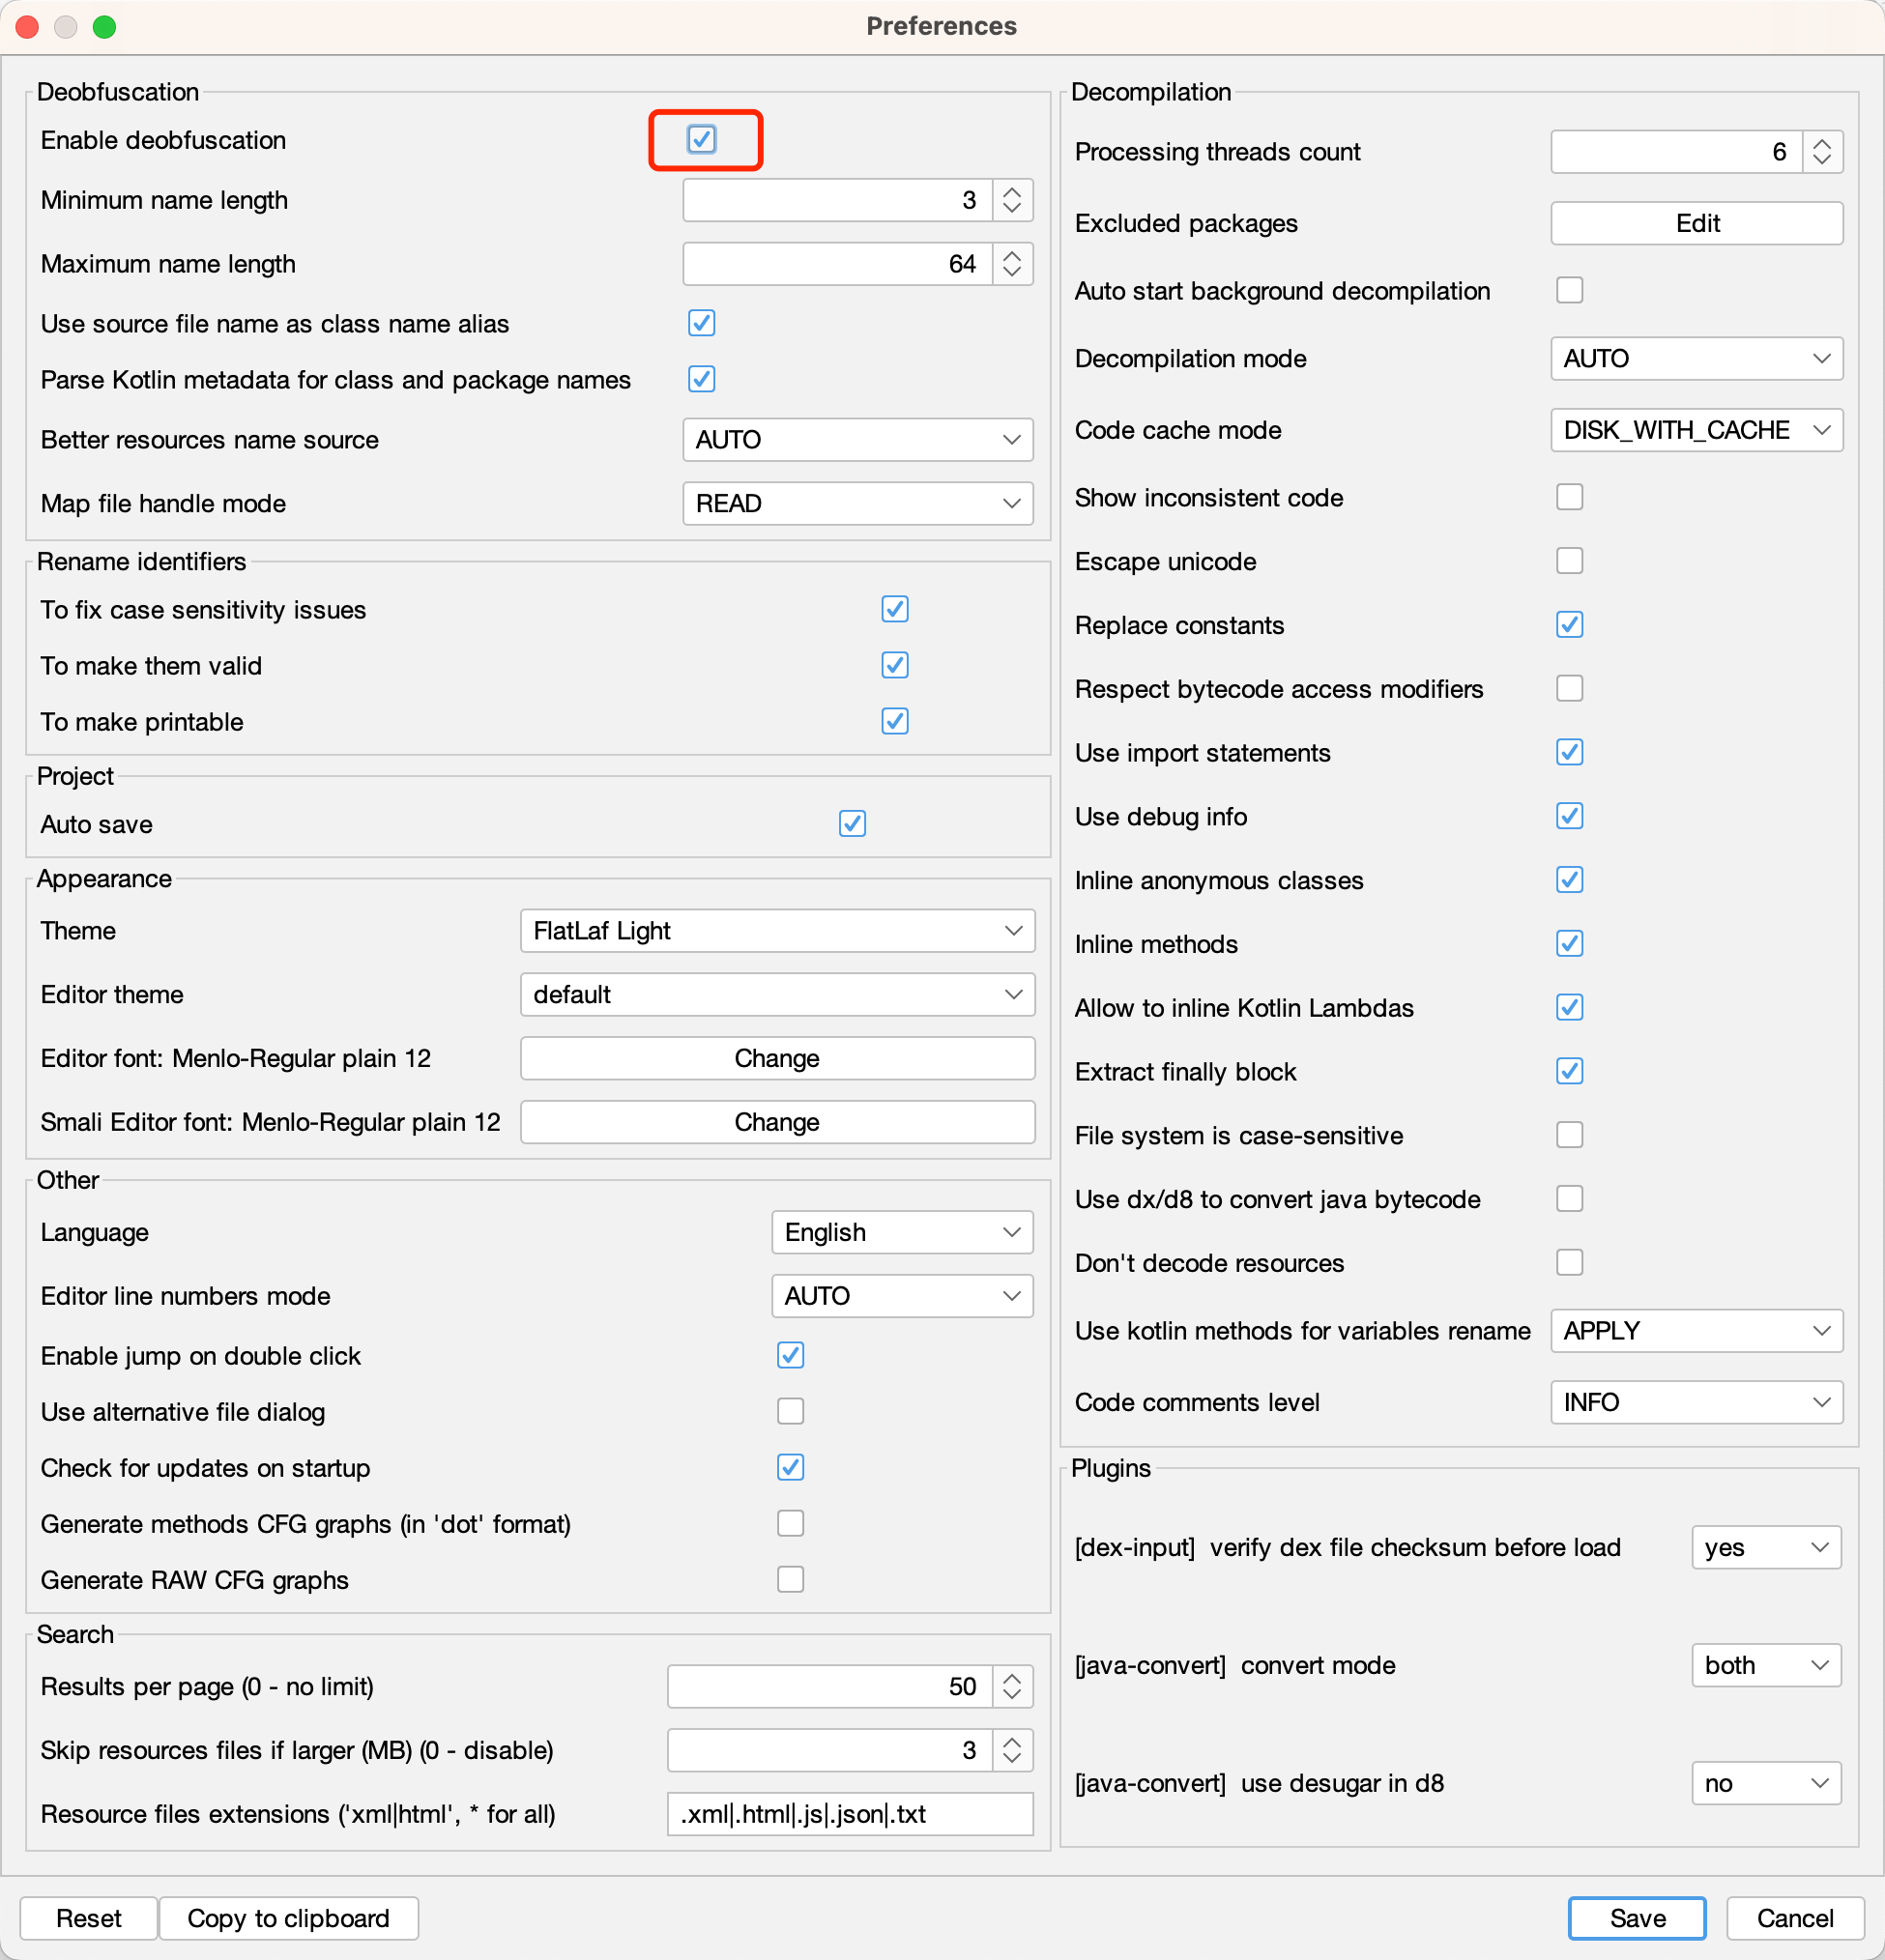 Preferences
Deobfuscation
Enable deobfuscation
Minimum name length 3
Maximum name length 64
Use source file name as class name alias
Parse Kotlin metadata for class and package names
Better resources name source AUTO
Map file handle mode READ
Rename identifiers
To fix case sensitivity issues
To make them valid
To make printable
Project
Auto save
Appearance
Theme FlatLaf Light
Editor theme default
Editor font: Menlo-Regular plain 12 Change
Smali Editor font: Menlo-Regular plain 12 Change
Other
Language English
Editor line numbers mode AUTO
Enable jump on double click
Use alternative file dialog
Check for updates on startup
Generate methods CFG graphs (in 'dot' format)
Generate RAW CFG graphs
Search
Results per page (0 - no limit) 50
Skip resources files if larger (MB) (0 - disable) 3
Resource files extensions ('xml|html', * for all) .xml|.html|.js|.json|.txt
Decompilation
Processing threads count 6
Excluded packages Edit
Auto start background decompilation
Decompilation mode AUTO
Code cache mode DISK_WITH_CACHE
Show inconsistent code
Escape unicode
Replace constants
Respect bytecode access modifiers
Use import statements
Use debug info
Inline anonymous classes
Inline methods
Allow to inline Kotlin Lambdas
Extract finally block
File system is case-sensitive
Use dx/d8 to convert java bytecode
Don't decode resources
Use kotlin methods for variables rename APPLY
Code comments level INFO
Plugins
[dex-input] verify dex file checksum before load yes
[java-convert] convert mode both
[java-convert] use desugar in d8 no
Reset Copy to clipboard Save Cancel